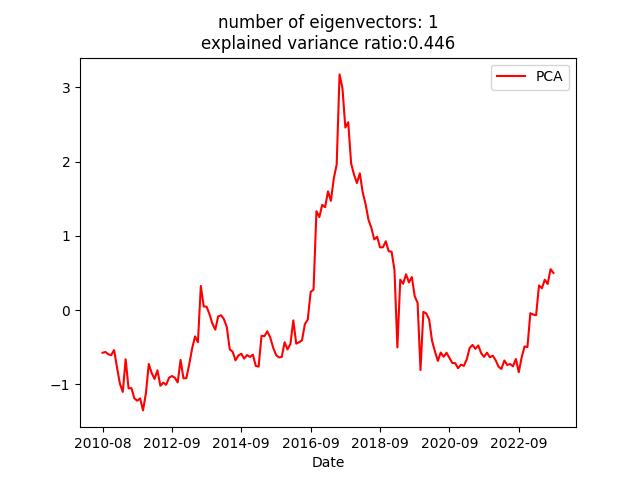 number of eigenvectors: 1
explained variance ratio:0.446
PCA
3
2
1
0
−1
2010-08 2012-09 2014-09 2016-09 2018-09 2020-09 2022-09
Date